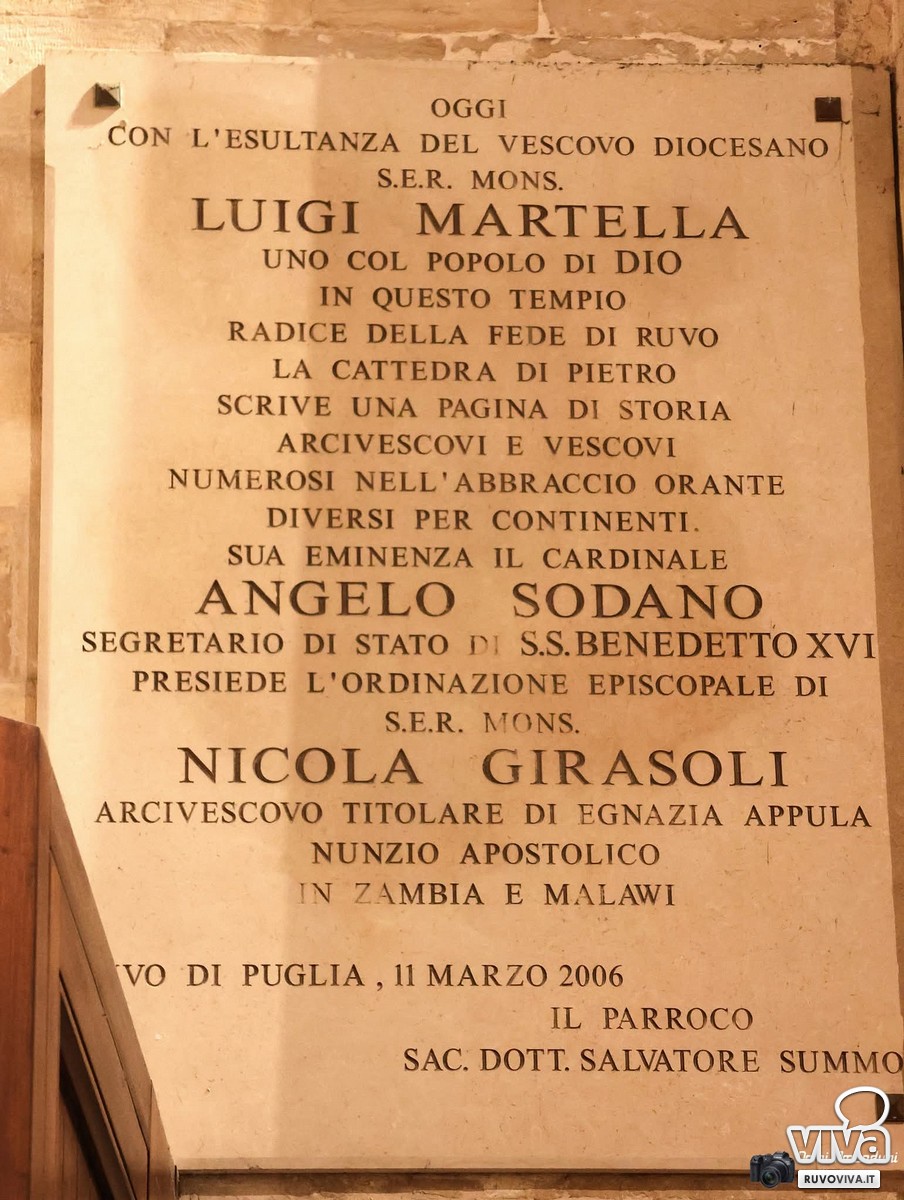 OGGI
CON L'ESULTANZA DEL VESCOVO DIOCESANO
S.E.R. MONS.
LUIGI MARTELLA
UNO COL POPOLO DI DIO
IN QUESTO TEMPIO
RADICE DELLA FEDE DI RUVO
LA CATTEDRA DI PIETRO
SCRIVE UNA PAGINA DI STORIA
ARCIVESCOVI E VESCOVI
NUMEROSI NELL'ABBRACCIO ORANTE
DIVERSI PER CONTINENTI.
SUA EMINENZA IL CARDINALE
ANGELO SODANO
SEGRETARIO DI STATO DI S.S. BENEDETTO XVI
PRESIEDE L'ORDINAZIONE EPISCOPALE DI
S.E.R. MONS.
NICOLA GIRASOLI
ARCIVESCOVO TITOLARE DI EGNAZIA APPULA
NUNZIO APOSTOLICO
IN ZAMBIA E MALAWI
DI PUGLIA , 11 MARZO 2006
IL PARROCO
SAC. DOTT. SALVATORE SUMMO
viva
RUVOVIVA.IT